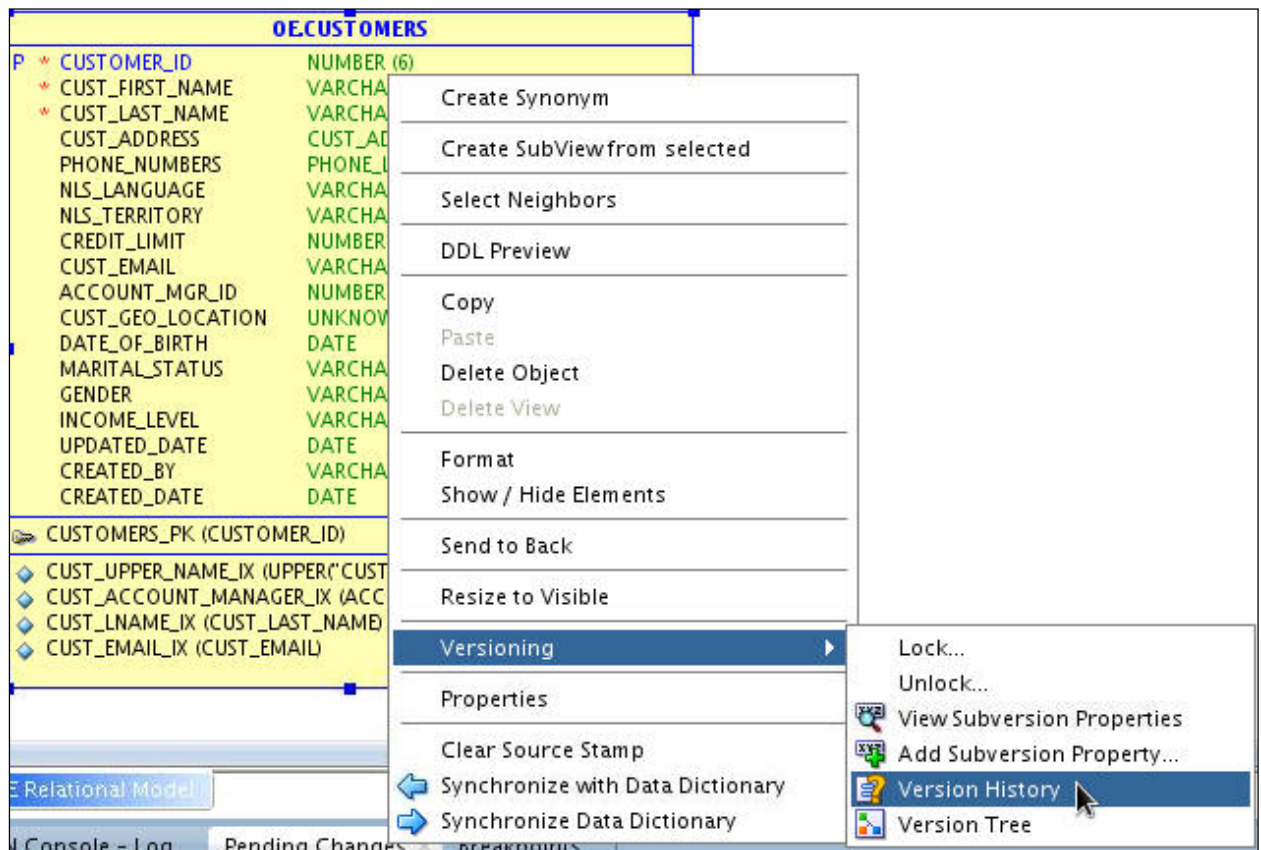 OE.CUSTOMERS
P * CUSTOMER_ID NUMBER (6)
* CUST_FIRST_NAME VARCHA
* CUST_LAST_NAME VARCHA
CUST_ADDRESS CUST_AD
PHONE_NUMBERS PHONE_L
NLS_LANGUAGE VARCHA
NLS_TERRITORY VARCHA
CREDIT_LIMIT NUMBER
CUST_EMAIL VARCHA
ACCOUNT_MGR_ID NUMBER
CUST_GEO_LOCATION UNKNOW
DATE_OF_BIRTH DATE
MARITAL_STATUS VARCHA
GENDER VARCHA
INCOME_LEVEL VARCHA
UPDATED_DATE DATE
CREATED_BY VARCHA
CREATED_DATE DATE
CUSTOMERS_PK (CUSTOMER_ID)
CUST_UPPER_NAME_IX (UPPER("CUST
CUST_ACCOUNT_MANAGER_IX (ACC
CUST_LNAME_IX (CUST_LAST_NAME)
CUST_EMAIL_IX (CUST_EMAIL)
Create Synonym
Create SubView from selected
Select Neighbors
DDL Preview
Copy
Paste
Delete Object
Delete View
Format
Show / Hide Elements
Send to Back
Resize to Visible
Versioning
Properties
Clear Source Stamp
Synchronize with Data Dictionary
Synchronize Data Dictionary
Lock...
Unlock...
View Subversion Properties
Add Subversion Property...
Version History
Version Tree
E Relational Model
N Console - Log Pending Changes Breakpoints